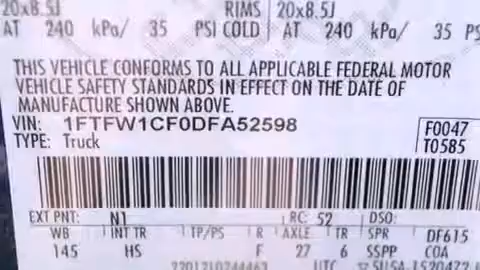 20x8.5J RIMS 20x8.5J
AT 240 kPa/ 35 PSI COLD AT 240 kPa/ 35 PS
THIS VEHICLE CONFORMS TO ALL APPLICABLE FEDERAL MOTOR
VEHICLE SAFETY STANDARDS IN EFFECT ON THE DATE OF
MANUFACTURE SHOWN ABOVE.
VIN: 1FTFW1CF0DFA52598 F0047
TYPE: Truck T0585
EXT PNT: N1 RC: 52 DSO:
WB INT TR TP/PS R AXLE TR SPR DF615
145 HS F 27 6 SSPP COA
UTC